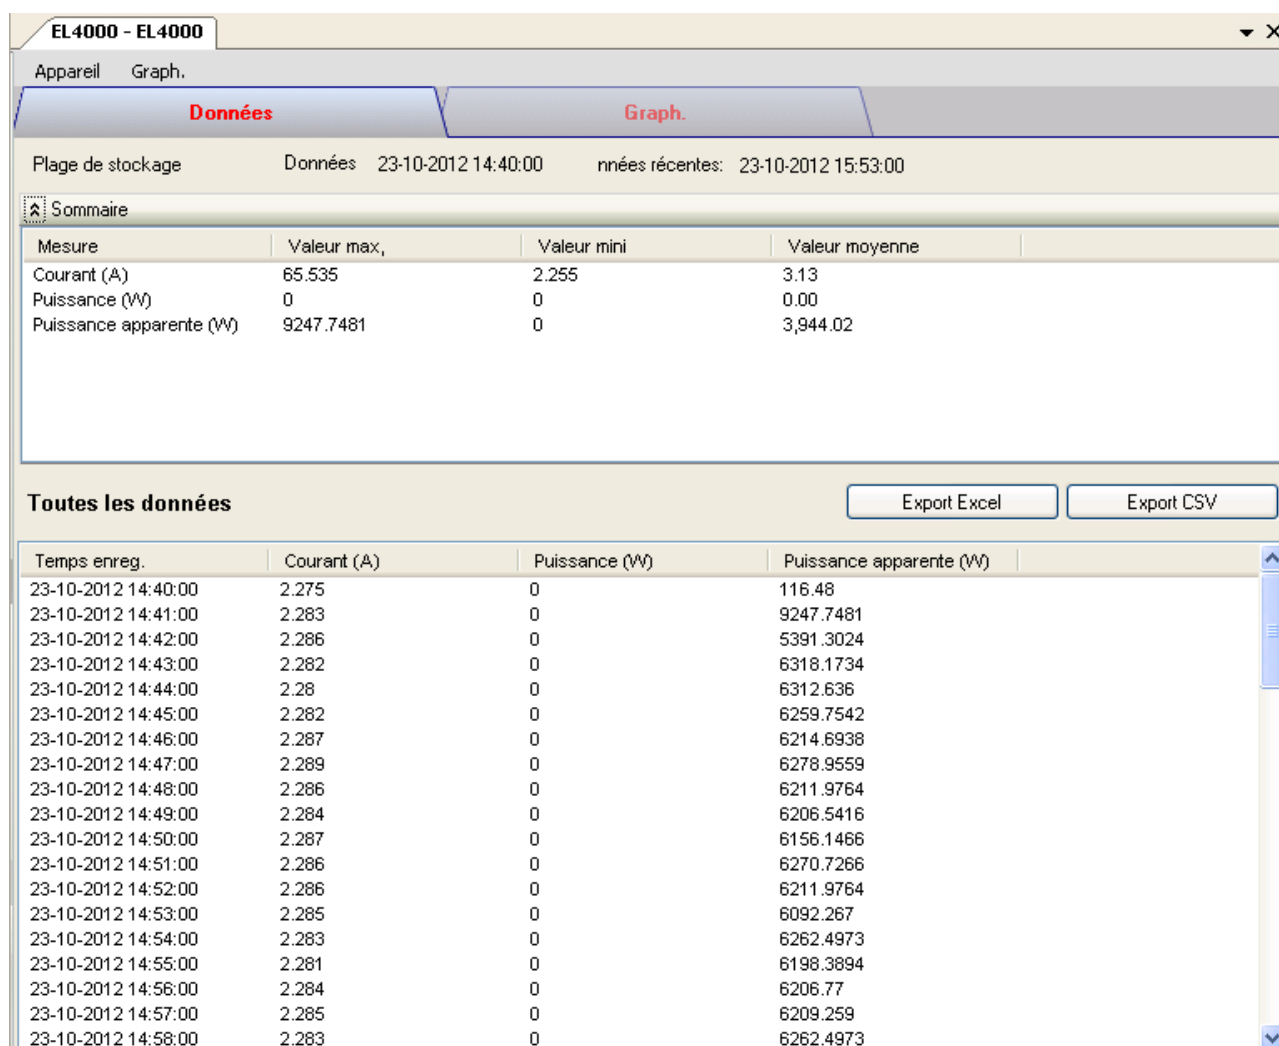 EL4000 - EL4000
Appareil Graph.
Données Graph.
Plage de stockage Données 23-10-2012 14:40:00 nnées récentes: 23-10-2012 15:53:00
Sommaire
Mesure Valeur max, Valeur mini Valeur moyenne
Courant (A) 65.535 2.255 3.13
Puissance (W) 0 0 0.00
Puissance apparente (W) 9247.7481 0 3,944.02
Toutes les données Export Excel Export CSV
Temps enreg. Courant (A) Puissance (W) Puissance apparente (W)
23-10-2012 14:40:00 2.275 0 116.48
23-10-2012 14:41:00 2.283 0 9247.7481
23-10-2012 14:42:00 2.286 0 5391.3024
23-10-2012 14:43:00 2.282 0 6318.1734
23-10-2012 14:44:00 2.28 0 6312.636
23-10-2012 14:45:00 2.282 0 6259.7542
23-10-2012 14:46:00 2.287 0 6214.6938
23-10-2012 14:47:00 2.289 0 6278.9559
23-10-2012 14:48:00 2.286 0 6211.9764
23-10-2012 14:49:00 2.284 0 6206.5416
23-10-2012 14:50:00 2.287 0 6156.1466
23-10-2012 14:51:00 2.286 0 6270.7266
23-10-2012 14:52:00 2.286 0 6211.9764
23-10-2012 14:53:00 2.285 0 6092.267
23-10-2012 14:54:00 2.283 0 6262.4973
23-10-2012 14:55:00 2.281 0 6198.3894
23-10-2012 14:56:00 2.284 0 6206.77
23-10-2012 14:57:00 2.285 0 6209.259
23-10-2012 14:58:00 2.283 0 6262.4973